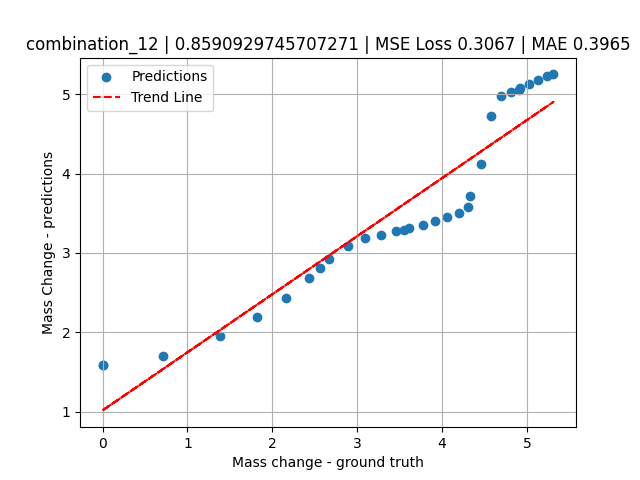 combination_12 | 0.8590929745707271 | MSE Loss 0.3067 | MAE 0.3965
Predictions
Trend Line
Mass Change - predictions
5
4
3
2
1
0 1 2 3 4 5
Mass change - ground truth